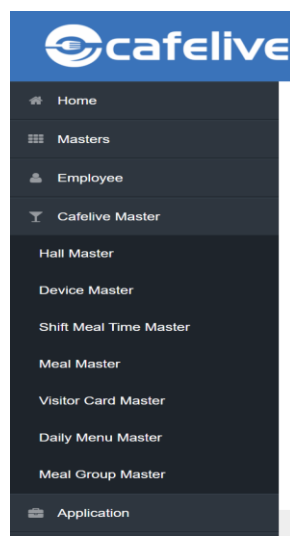 cafelive
Home
Masters
Employee
Cafelive Master
Hall Master
Device Master
Shift Meal Time Master
Meal Master
Visitor Card Master
Daily Menu Master
Meal Group Master
Application